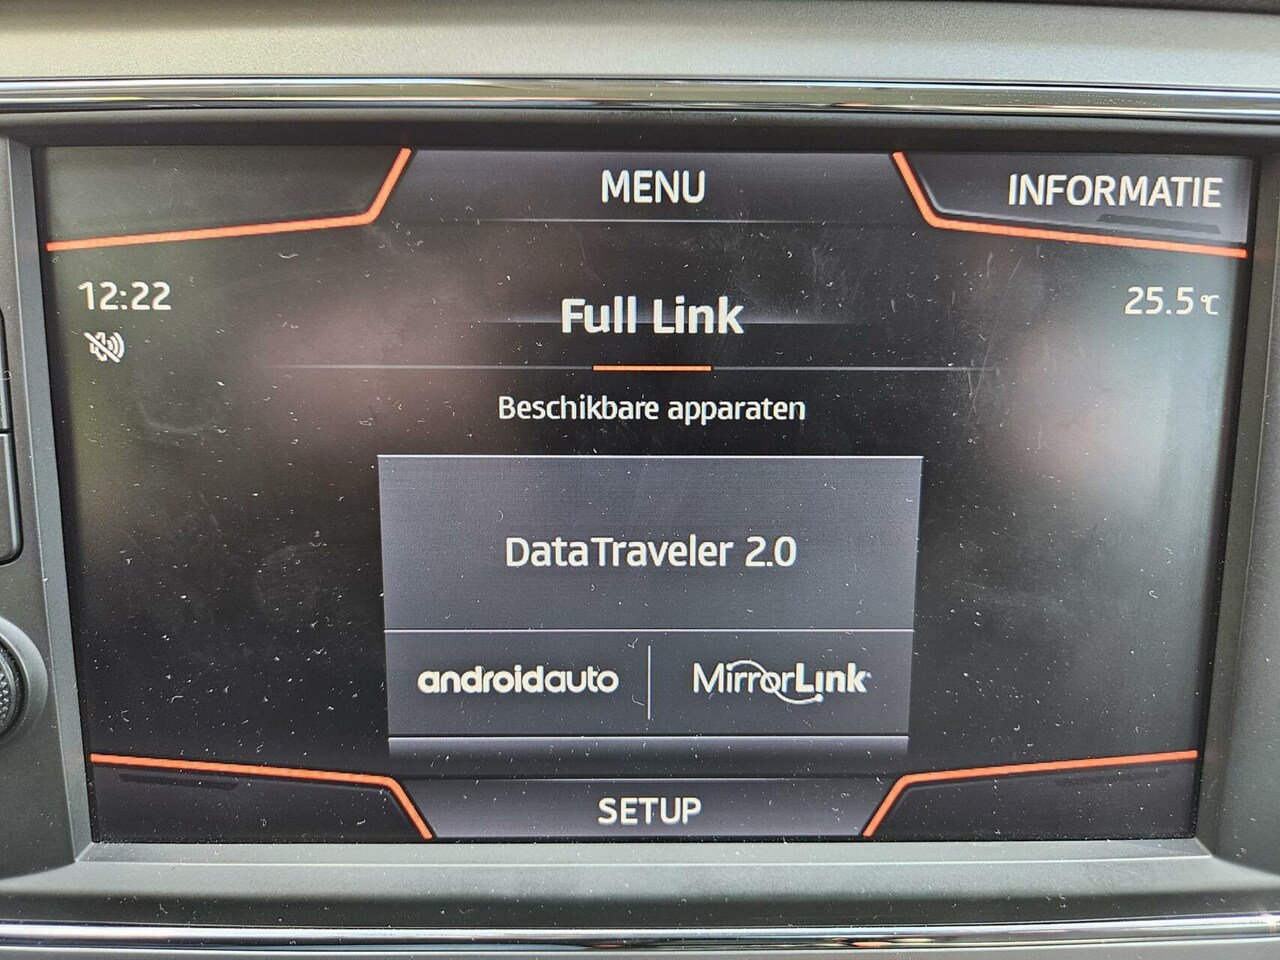 MENU
INFORMATIE
12:22
25.5°C
Full Link
Beschikbare apparaten
DataTraveler 2.0
androidauto
MirrorLink
SETUP